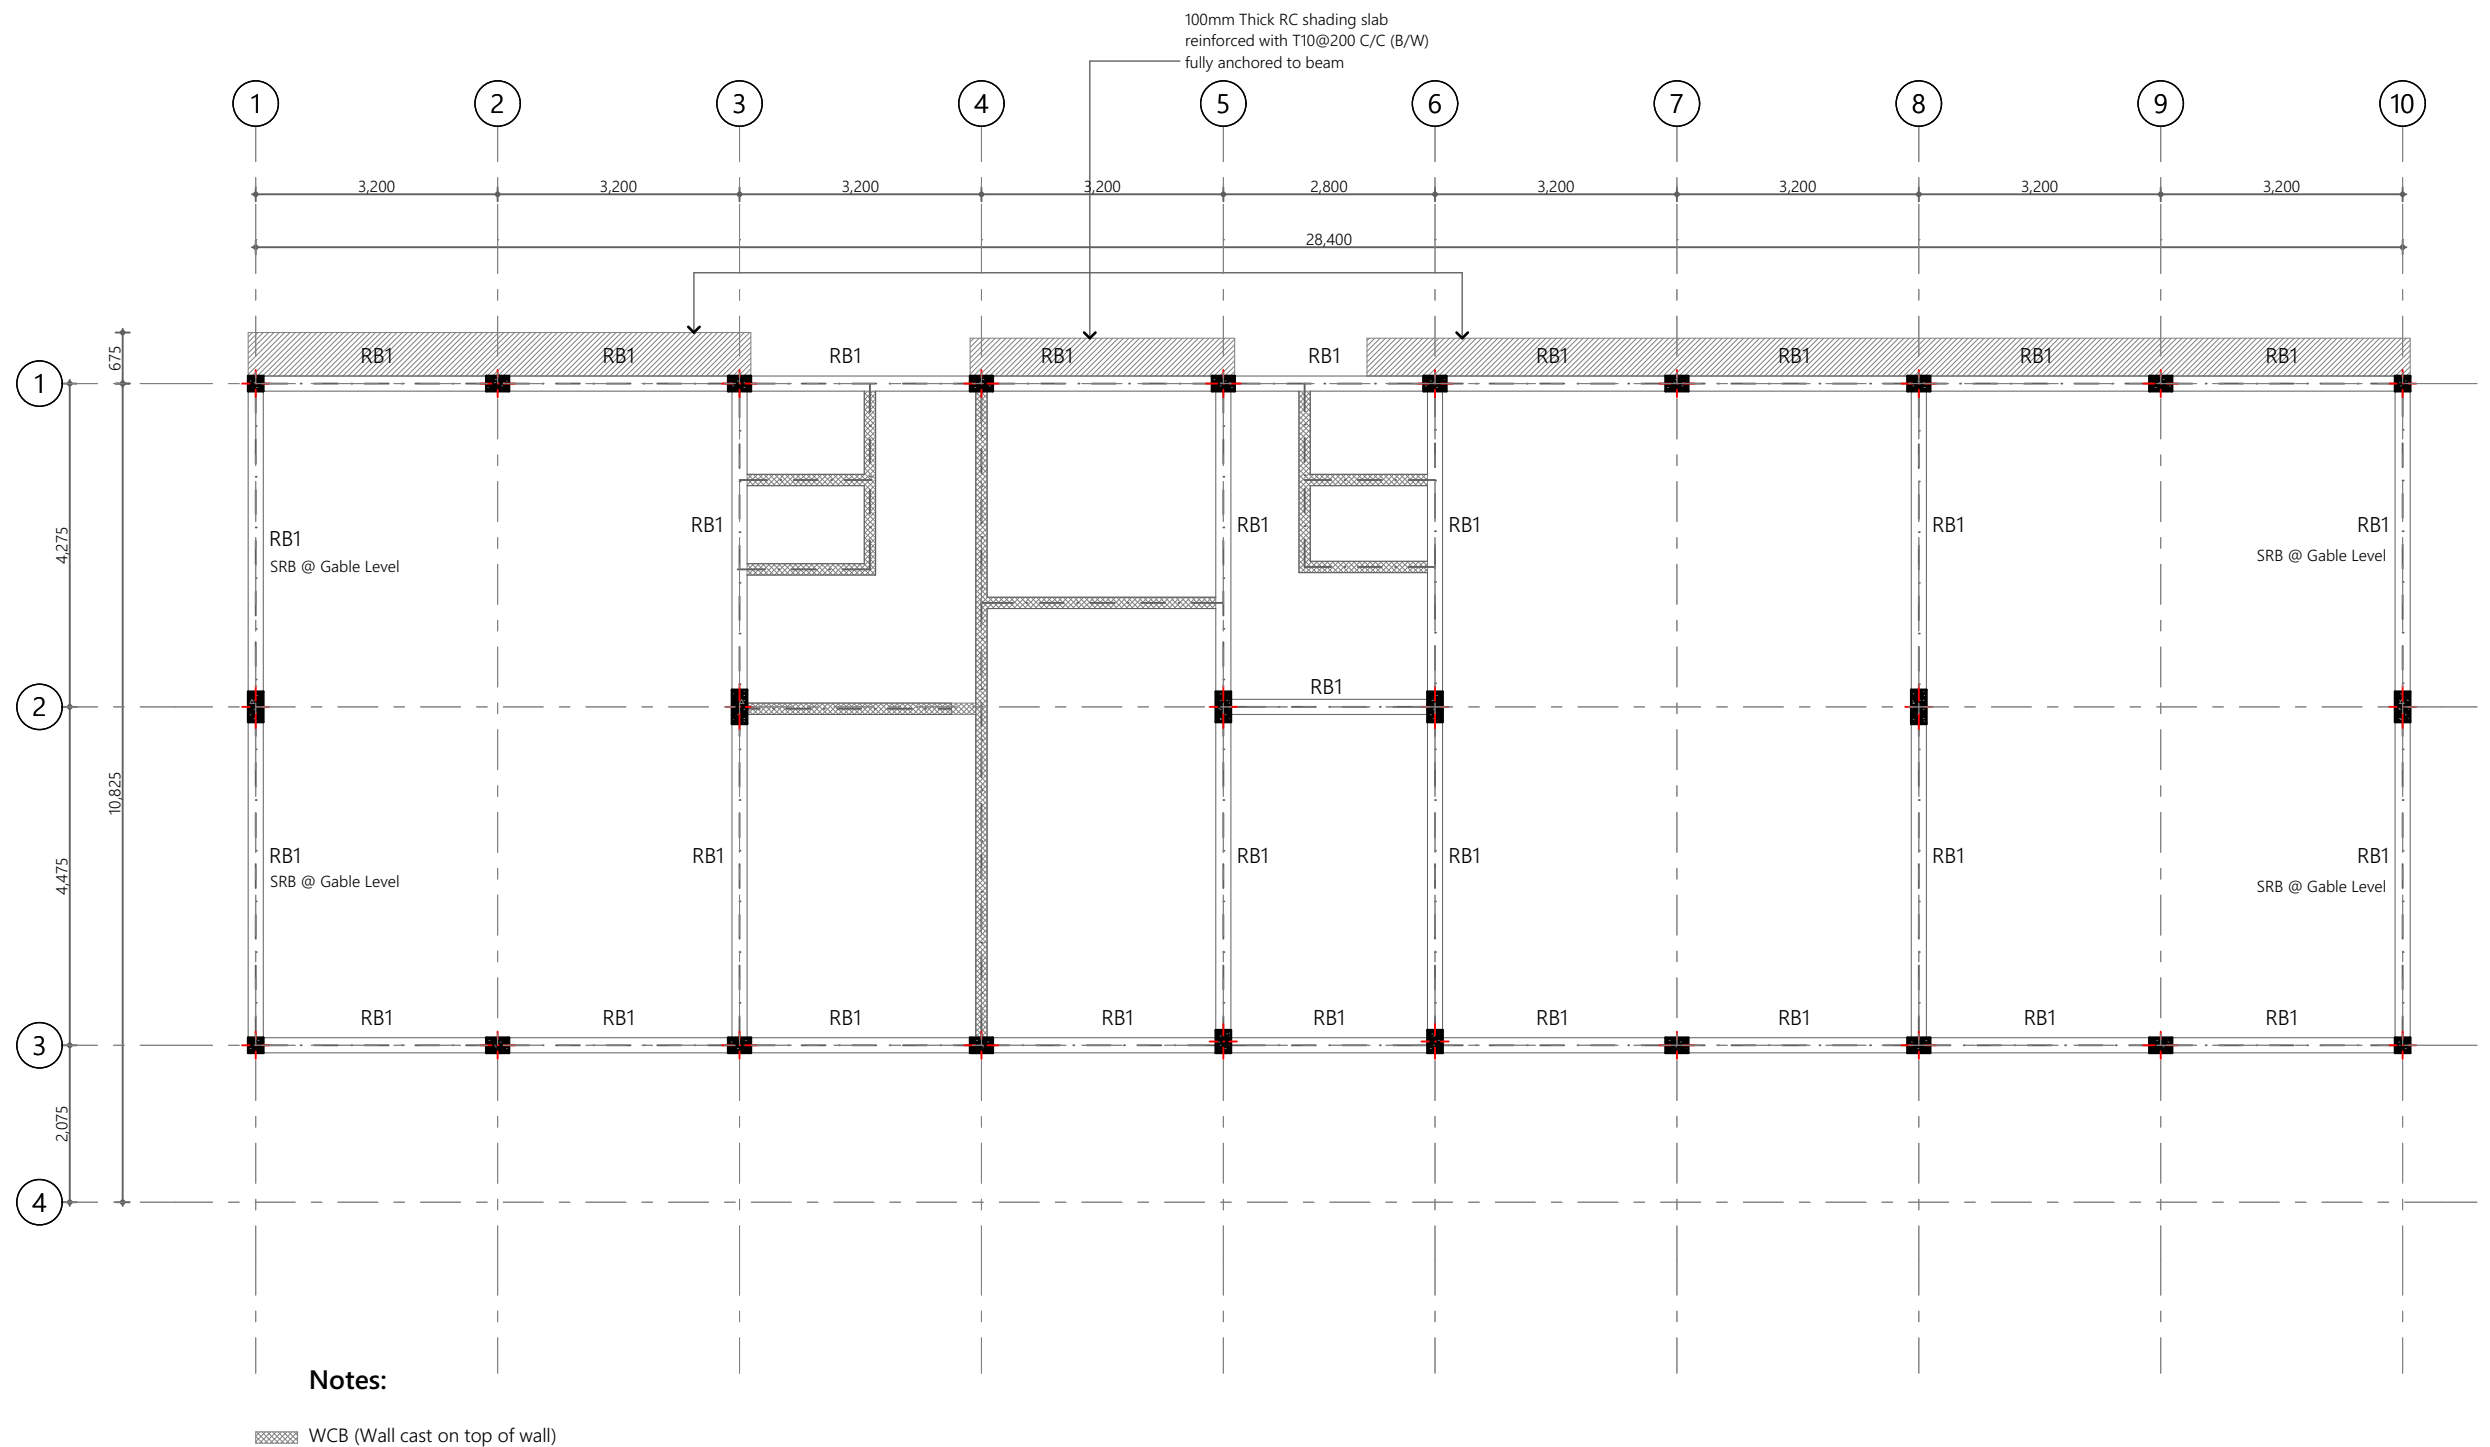 100mm Thick RC shading slab
reinforced with T10@200 C/C (B/W)
fully anchored to beam
1 2 3 4 5 6 7 8 9 10
3,200 3,200 3,200 3,200 2,800 3,200 3,200 3,200 3,200
28,400
675
RB1 RB1 RB1 RB1 RB1 RB1 RB1 RB1 RB1
1
4,275
RB1 RB1 RB1 RB1 RB1
RB1 RB1
SRB @ Gable Level SRB @ Gable Level
RB1
2
10,825
4,475
RB1 RB1 RB1 RB1 RB1 RB1
SRB @ Gable Level SRB @ Gable Level
RB1 RB1 RB1 RB1 RB1 RB1 RB1 RB1 RB1
3
2,075
4
Notes:
WCB (Wall cast on top of wall)